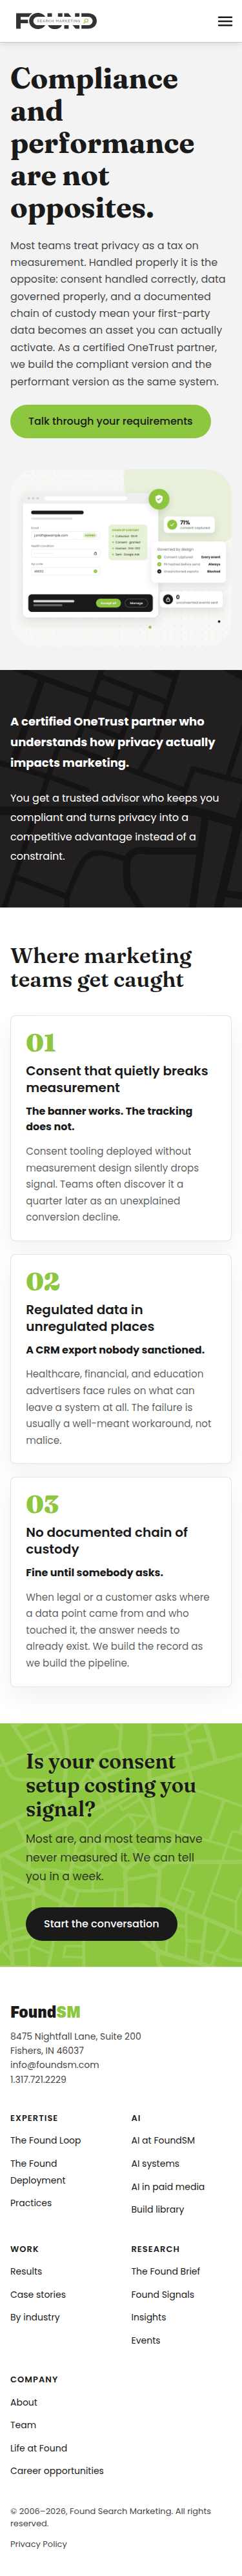 FOUND
SEARCH MARKETING
Compliance
and
performance
are not
opposites.
Most teams treat privacy as a tax on
measurement. Handled properly it is the
opposite: consent handled correctly, data
governed properly, and a documented
chain of custody mean your first-party
data becomes an asset you can actually
activate. As a certified OneTrust partner,
we build the compliant version and the
performant version as the same system.
Talk through your requirements
71%
A certified OneTrust partner who
understands how privacy actually
impacts marketing.
You get a trusted advisor who keeps you
compliant and turns privacy into a
competitive advantage instead of a
constraint.
Where marketing
teams get caught
01
Consent that quietly breaks
measurement
The banner works. The tracking
does not.
Consent tooling deployed without
measurement design silently drops
signal. Teams often discover it a
quarter later as an unexplained
conversion decline.
02
Regulated data in
unregulated places
A CRM export nobody sanctioned.
Healthcare, financial, and education
advertisers face rules on what can
leave a system at all. The failure is
usually a well-meant workaround, not
malice.
03
No documented chain of
custody
Fine until somebody asks.
When legal or a customer asks where
a data point came from and who
touched it, the answer needs to
already exist. We build the record as
we build the pipeline.
Is your consent
setup costing you
signal?
Most are, and most teams have
never measured it. We can tell
you in a week.
Start the conversation
FoundSM
8475 Nightfall Lane, Suite 200
Fishers, IN 46037
info@foundsm.com
1.317.721.2229
EXPERTISE
The Found Loop
The Found
Deployment
Practices
AI
AI at FoundSM
AI systems
AI in paid media
Build library
WORK
Results
Case stories
By industry
RESEARCH
The Found Brief
Found Signals
Insights
Events
COMPANY
About
Team
Life at Found
Career opportunities
© 2006–2026, Found Search Marketing. All rights
reserved.
Privacy Policy